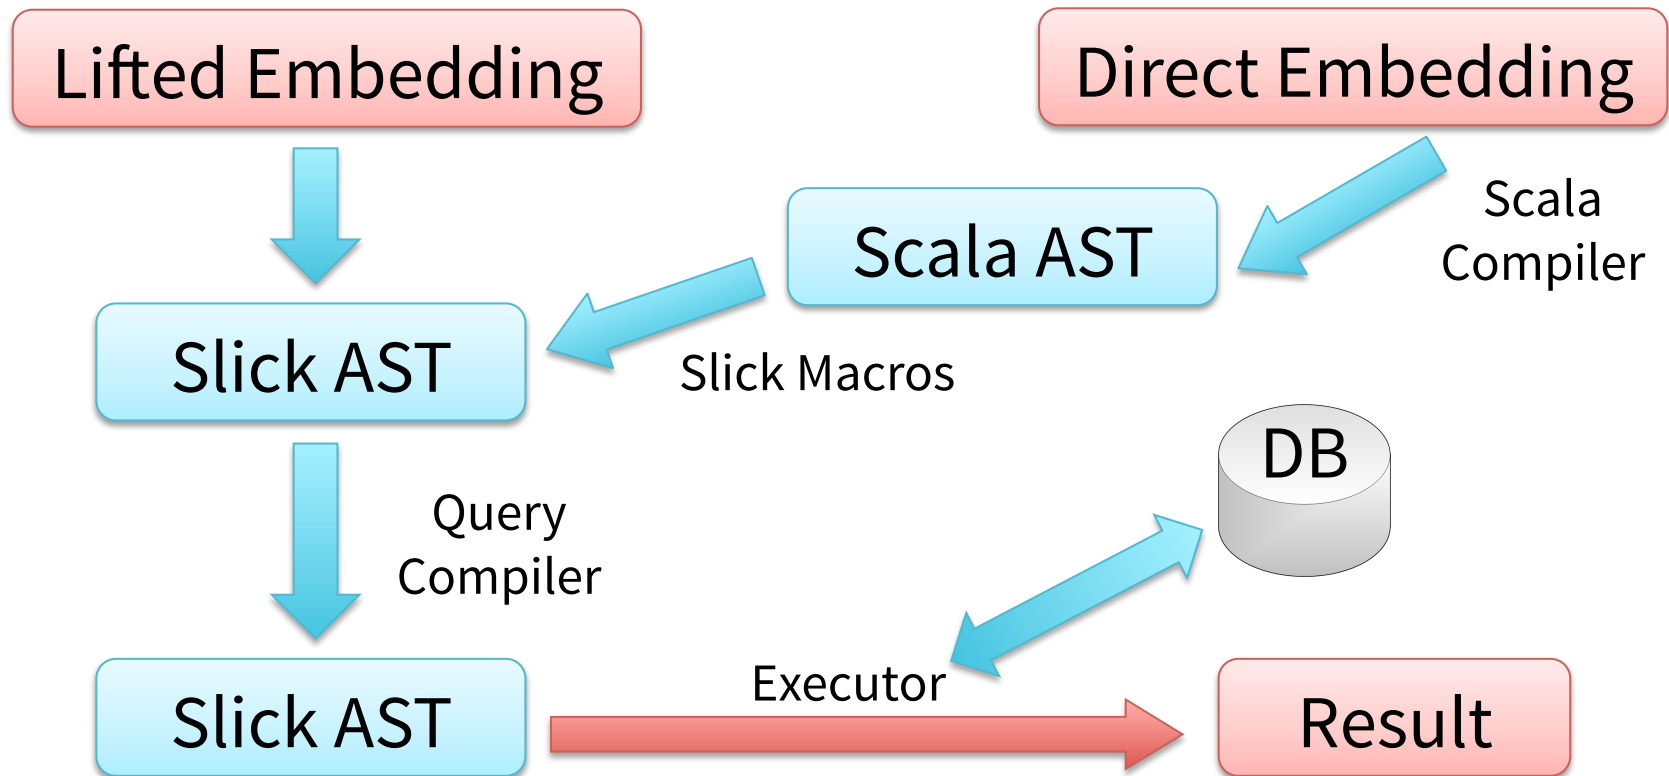 Lifted Embedding
Direct Embedding
Scala
Compiler
Scala AST
Slick AST
Slick Macros
DB
Query
Compiler
Executor
Slick AST
Result